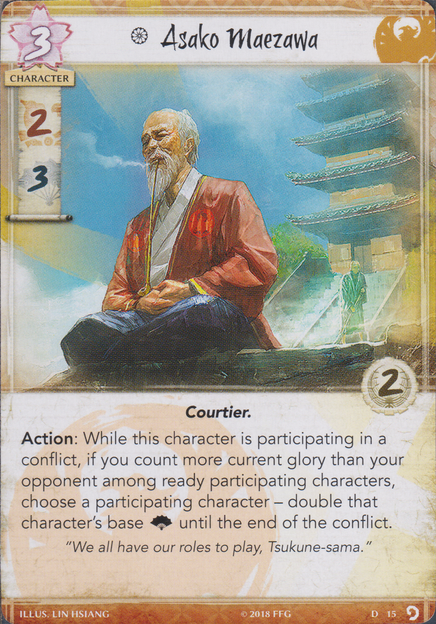 3
Asako Maezawa
CHARACTER
2
3
2
Courtier.
Action: While this character is participating in a
conflict, if you count more current glory than your
opponent among ready participating characters,
choose a participating character – double that
character's base until the end of the conflict.
"We all have our roles to play, Tsukune-sama."
ILLUS. LIN HSIANG © 2018 FFG D 15